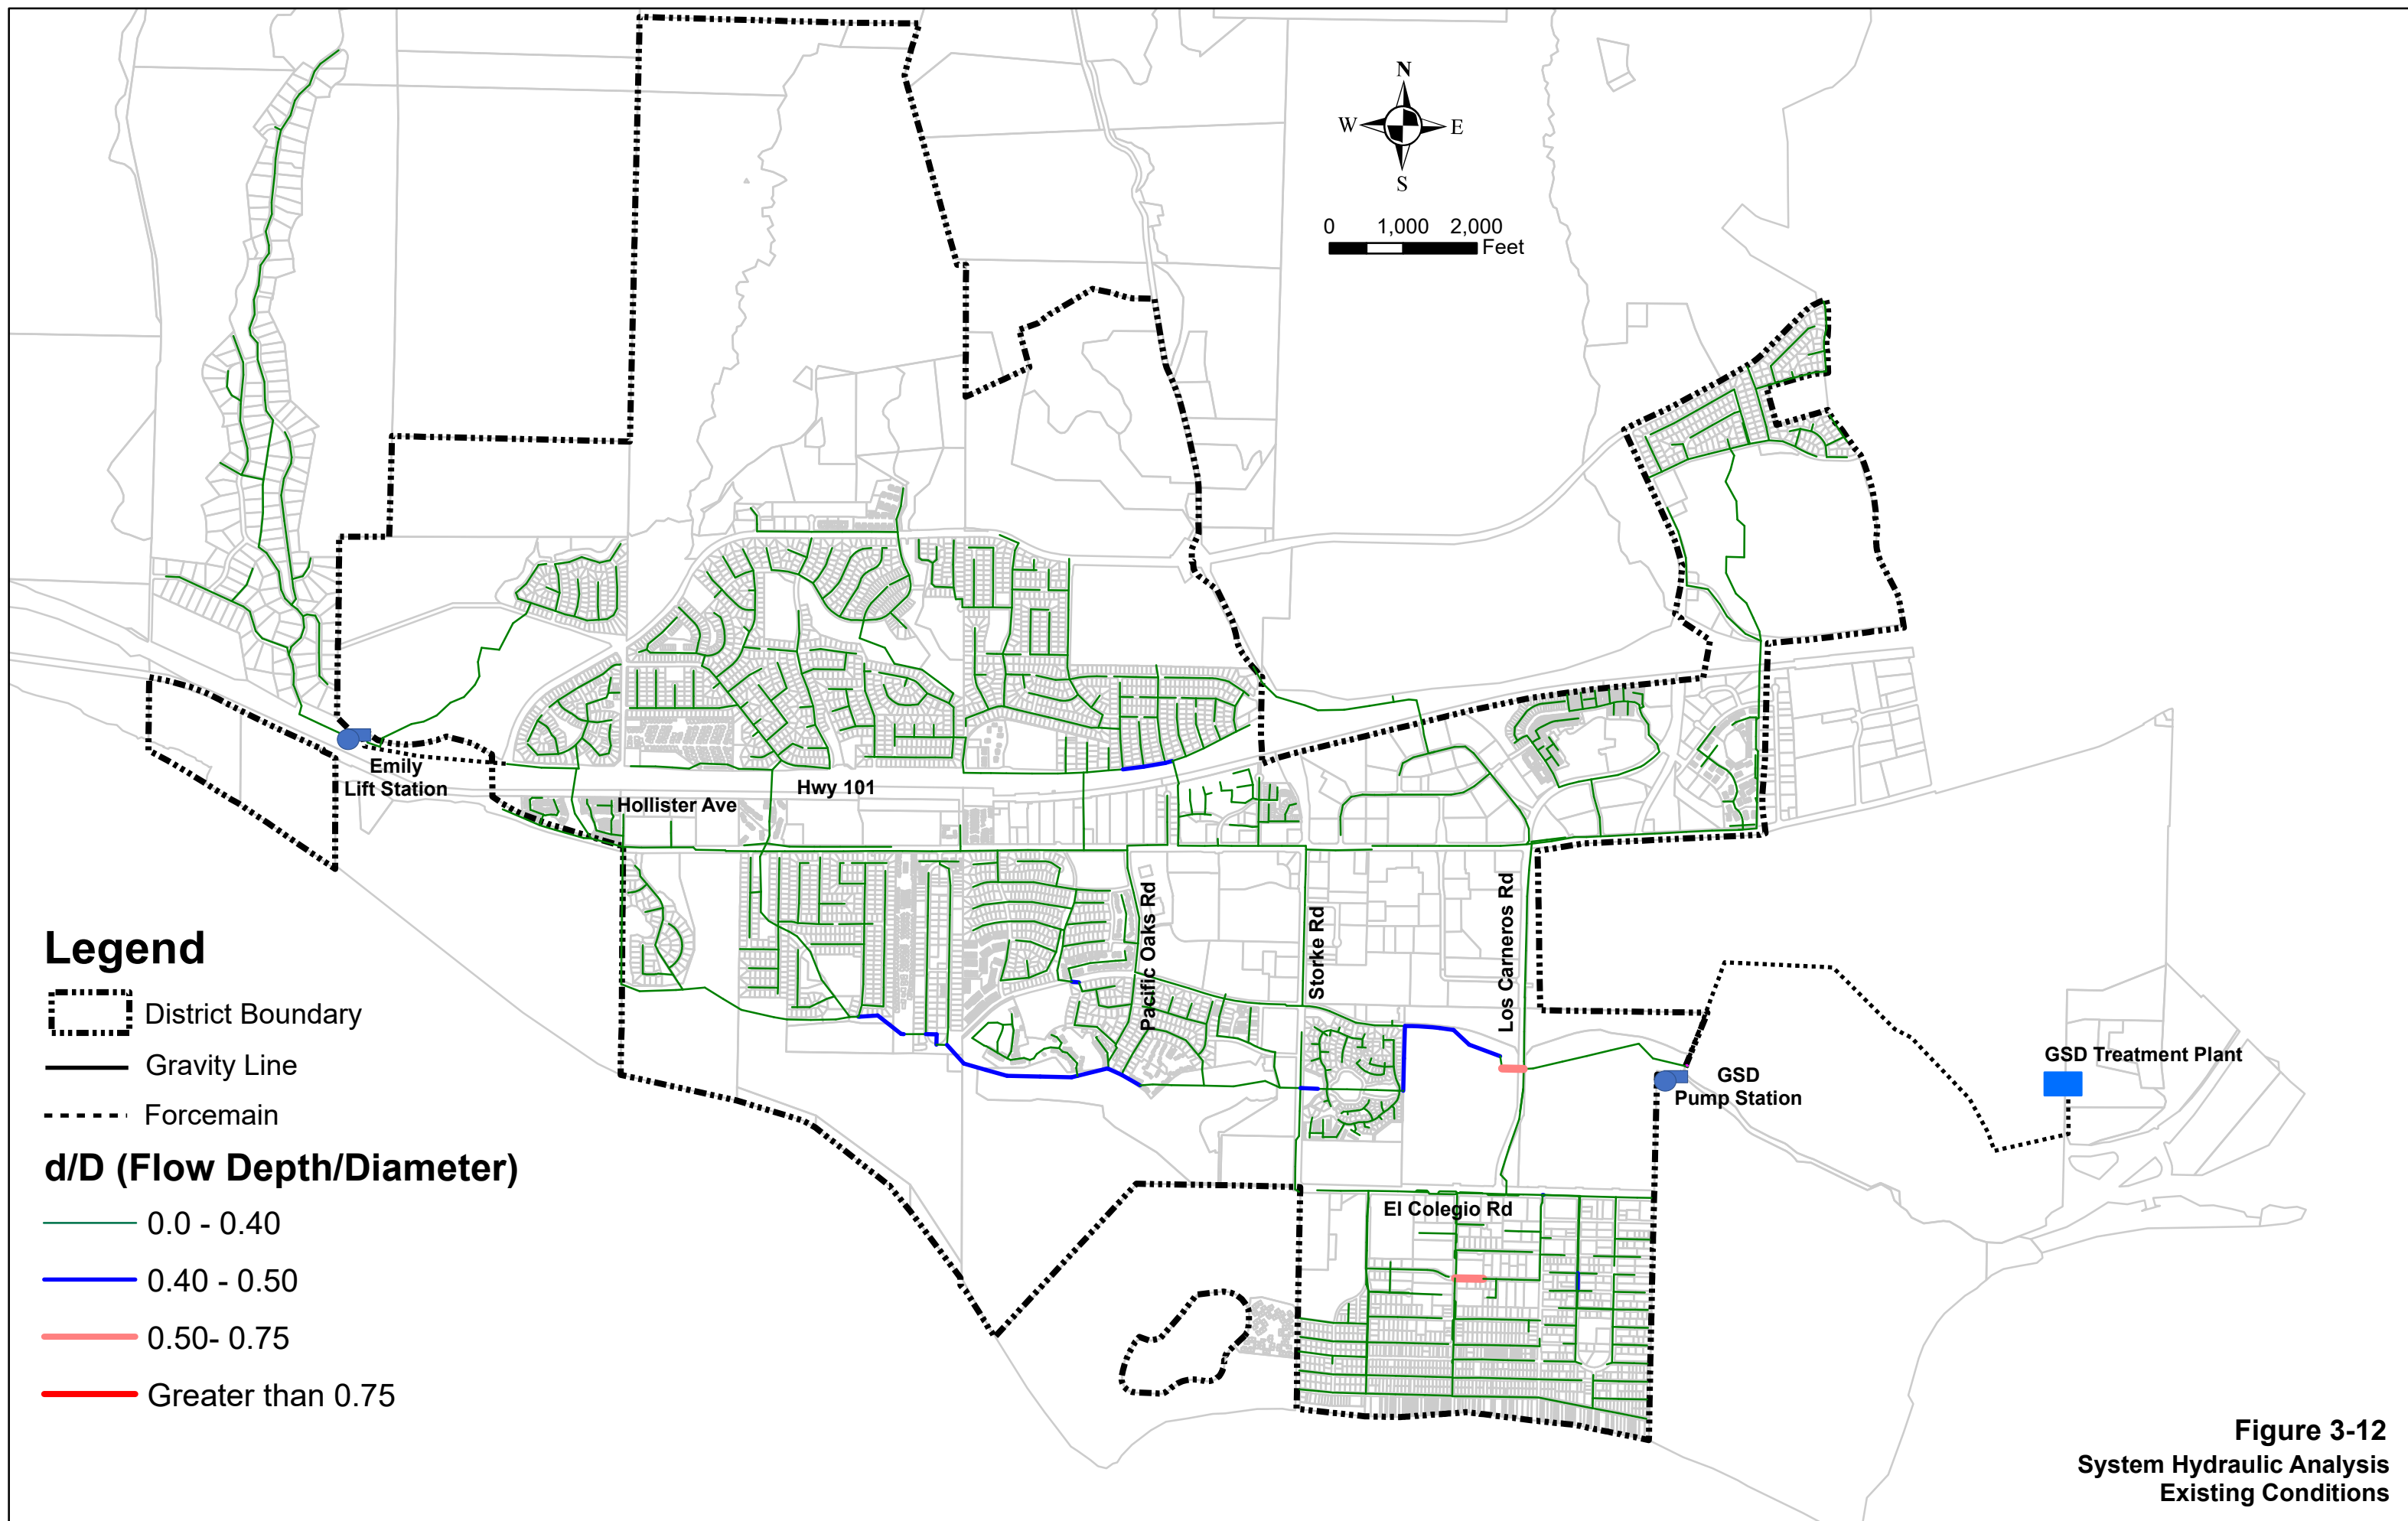 N
W
E
S
0 1,000 2,000
Feet
Emily
Lift Station
Hollister Ave
Hwy 101
Pacific Oaks Rd
Storke Rd
Los Carneros Rd
GSD
Pump Station
GSD Treatment Plant
El Colegio Rd
Legend
District Boundary
Gravity Line
Forcemain
d/D (Flow Depth/Diameter)
0.0 - 0.40
0.40 - 0.50
0.50- 0.75
Greater than 0.75
Figure 3-12
System Hydraulic Analysis
Existing Conditions